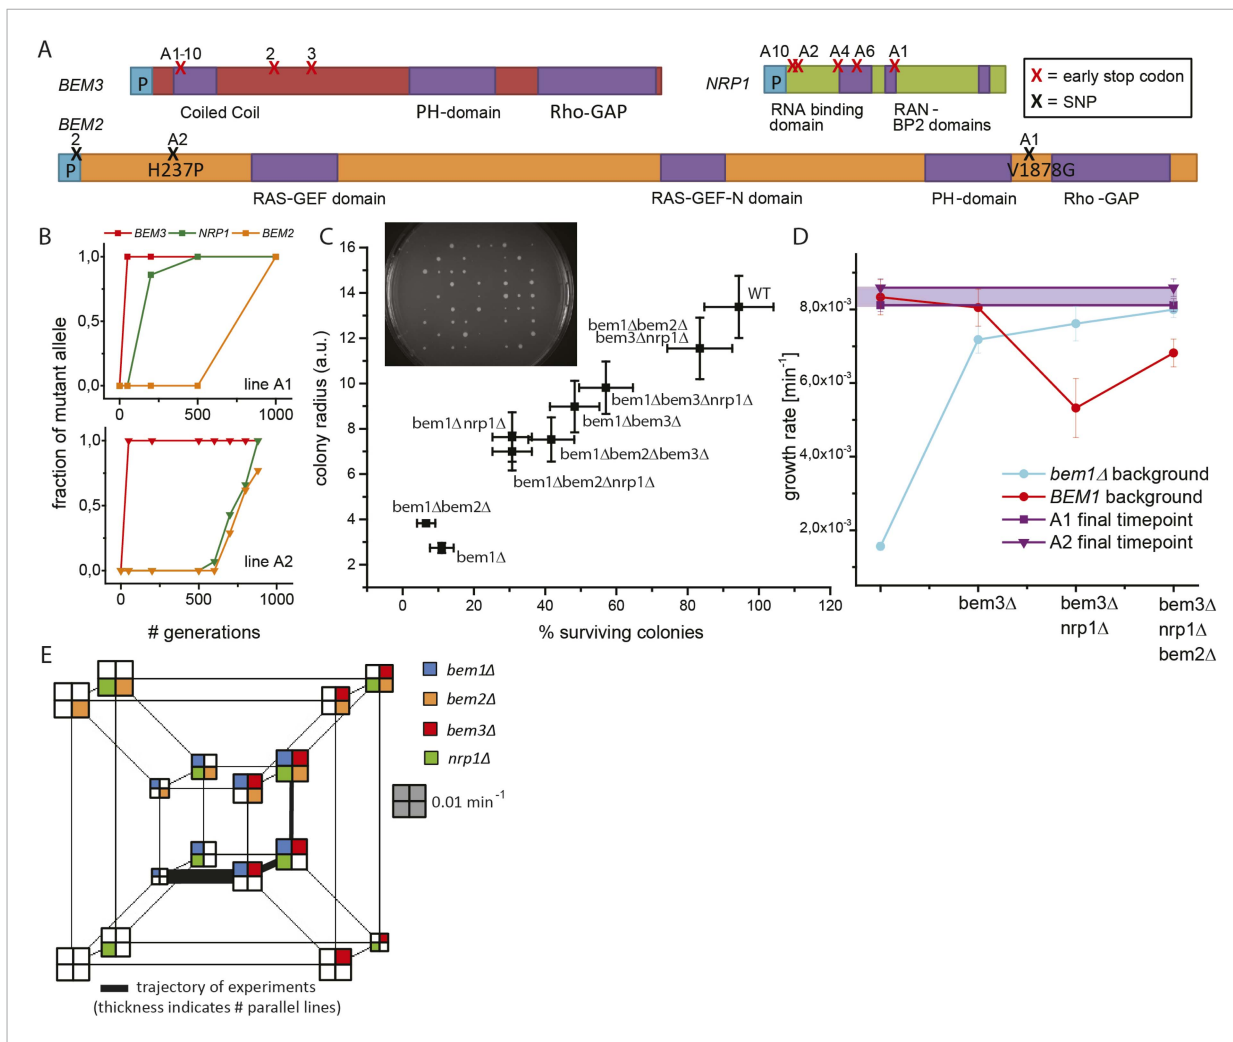 A
A1-10 2 3
BEM3
P
Coiled Coil PH-domain Rho-GAP
A10 A2 A4 A6 A1
NRP1
P
RNA binding
domain
RAN -
BP2 domains
X = early stop codon
X = SNP
BEM2
2 A2 A1
P H237P V1878G
RAS-GEF domain RAS-GEF-N domain PH-domain Rho -GAP
B
BEM3 NRP1 BEM2
fraction of mutant allele
1,0
0,5
0,0
line A1
0 500 1000
1,0
0,5
0,0
line A2
0 500 1000
# generations
C
colony radius (a.u.)
16
14
12
10
8
6
4
2
WT
bem1Δbem2Δ
bem3Δnrp1Δ
bem1Δbem3Δnrp1Δ
bem1Δbem3Δ
bem1Δnrp1Δ
bem1Δbem2Δbem3Δ
bem1Δbem2Δnrp1Δ
bem1Δbem2Δ
bem1Δ
0 20 40 60 80 100 120
% surviving colonies
D
growth rate [min-1]
8,0x10-3
6,0x10-3
4,0x10-3
2,0x10-3
bem1Δ background
BEM1 background
A1 final timepoint
A2 final timepoint
bem3Δ bem3Δ bem3Δ
nrp1Δ nrp1Δ
bem2Δ
E
bem1Δ
bem2Δ
bem3Δ
nrp1Δ
0.01 min-1
trajectory of experiments
(thickness indicates # parallel lines)